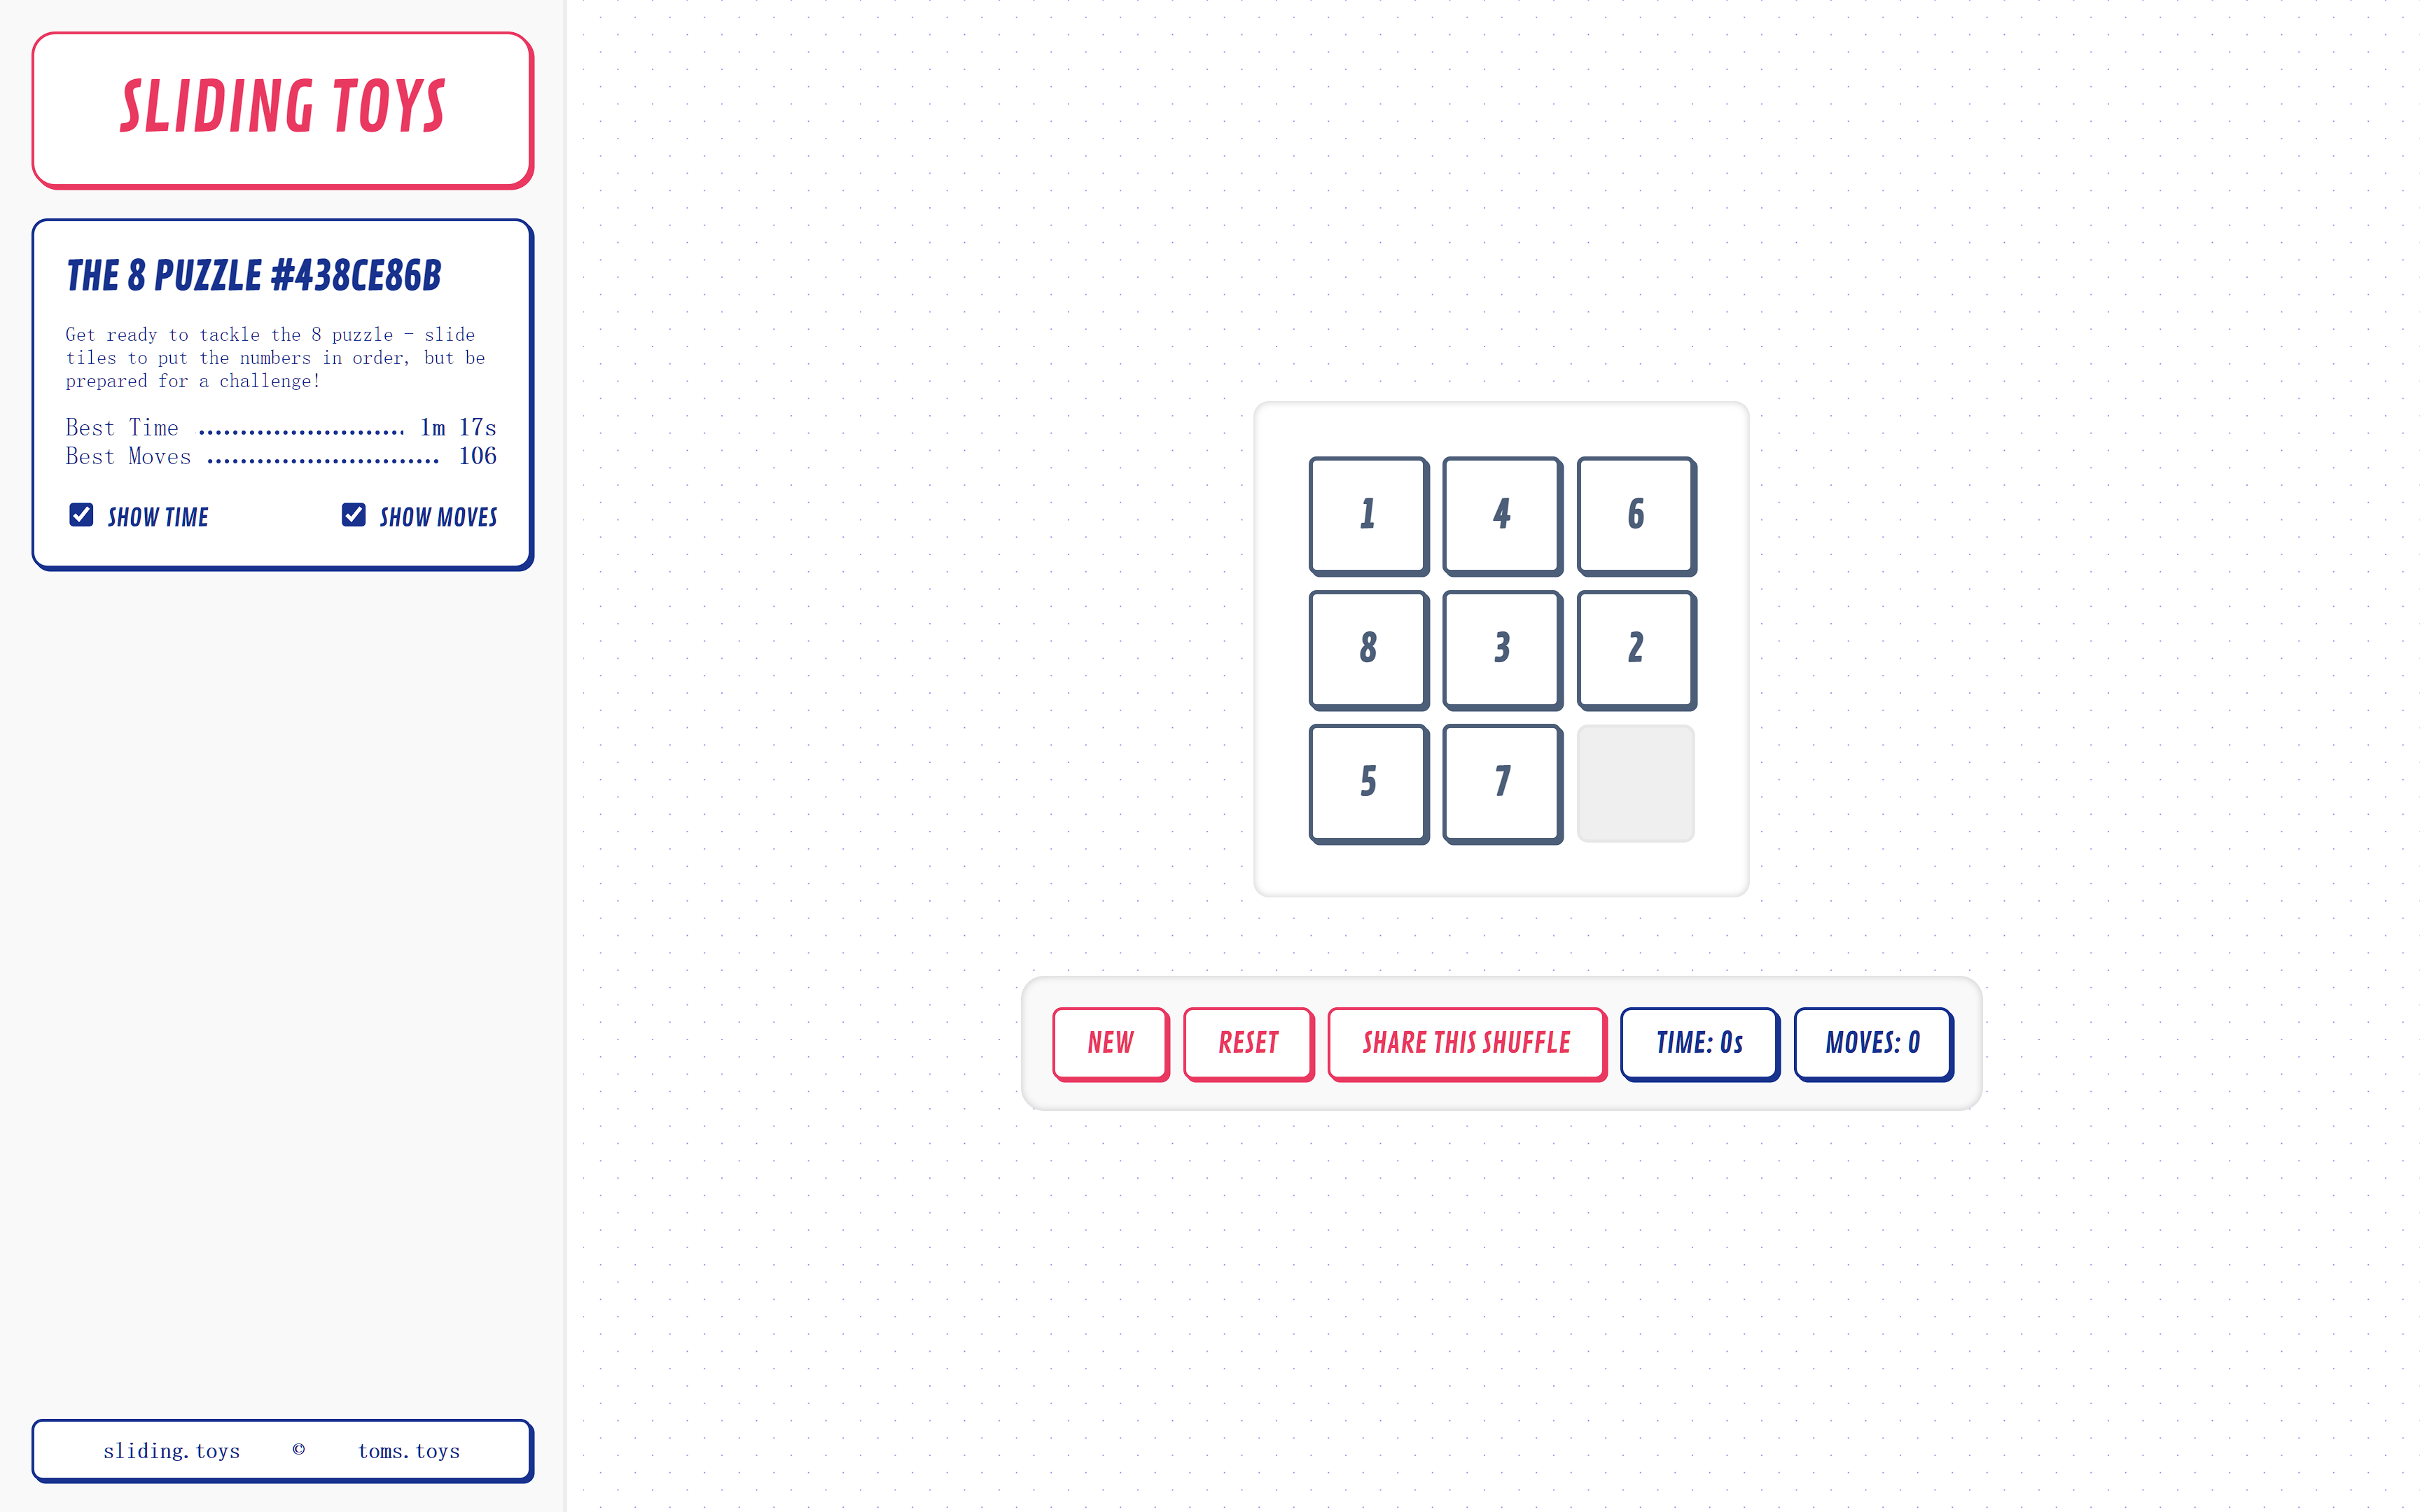 SLIDING TOYS
THE 8 PUZZLE #438CE86B
Get ready to tackle the 8 puzzle – slide
tiles to put the numbers in order, but be
prepared for a challenge!
Best Time ........................ 1m 17s
Best Moves ........................... 106
SHOW TIME SHOW MOVES
1 4 6
8 3 2
5 7
NEW RESET SHARE THIS SHUFFLE TIME: 0s MOVES: 0
sliding.toys © toms.toys